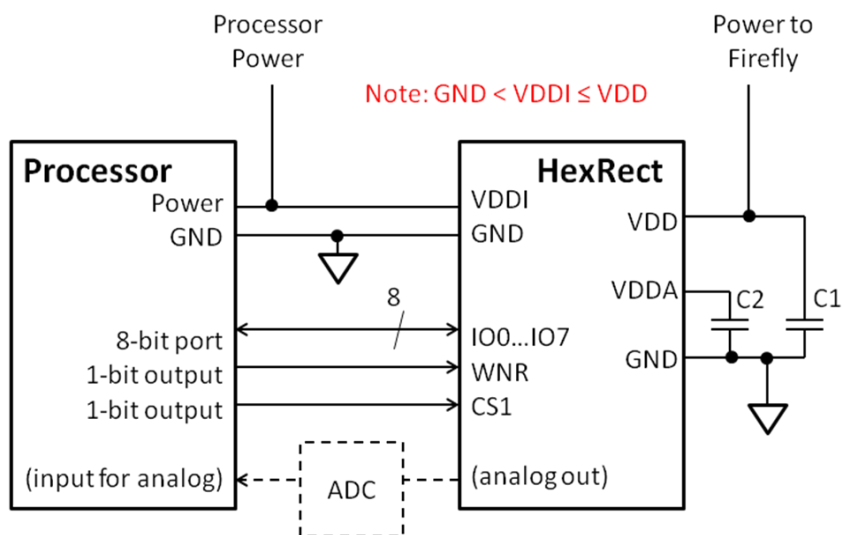 Processor
Power
Power to
Firefly
Note: GND < VDDI ≤ VDD
Processor
HexRect
Power
VDDI
GND
GND
VDD
VDDA
C2
C1
8
8-bit port
IO0...IO7
GND
1-bit output
WNR
1-bit output
CS1
(input for analog)
ADC
(analog out)